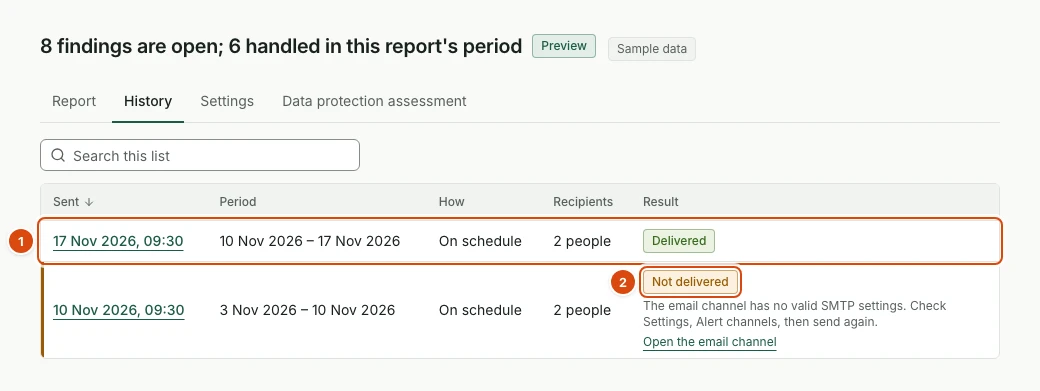 8 findings are open; 6 handled in this report's period Preview Sample data
Report History Settings Data protection assessment
Search this list
Sent ↓ Period How Recipients Result
1 17 Nov 2026, 09:30 10 Nov 2026 – 17 Nov 2026 On schedule 2 people Delivered
2 Not delivered
10 Nov 2026, 09:30 3 Nov 2026 – 10 Nov 2026 On schedule 2 people
The email channel has no valid SMTP settings. Check
Settings, Alert channels, then send again.
Open the email channel